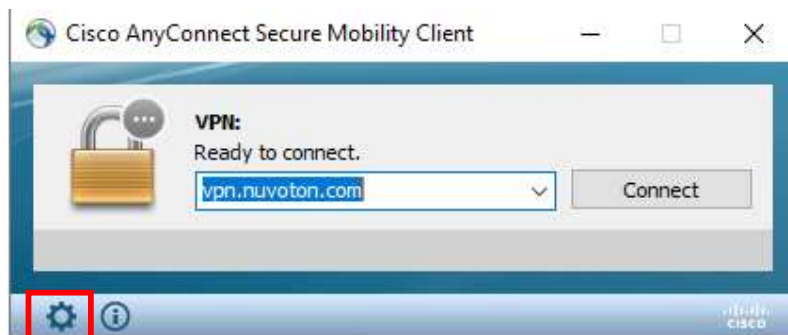 Cisco AnyConnect Secure Mobility Client
VPN:
Ready to connect.
vpn.nuvoton.com
Connect
cisco